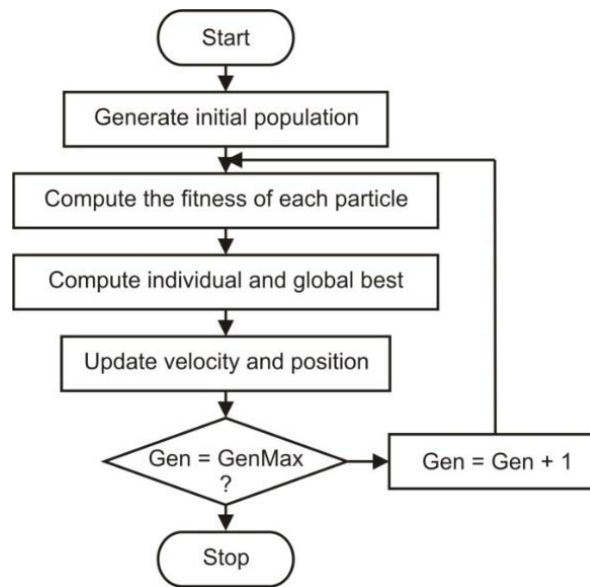 Start
Generate initial population
Compute the fitness of each particle
Compute individual and global best
Update velocity and position
Gen = GenMax
?
Gen = Gen + 1
Stop